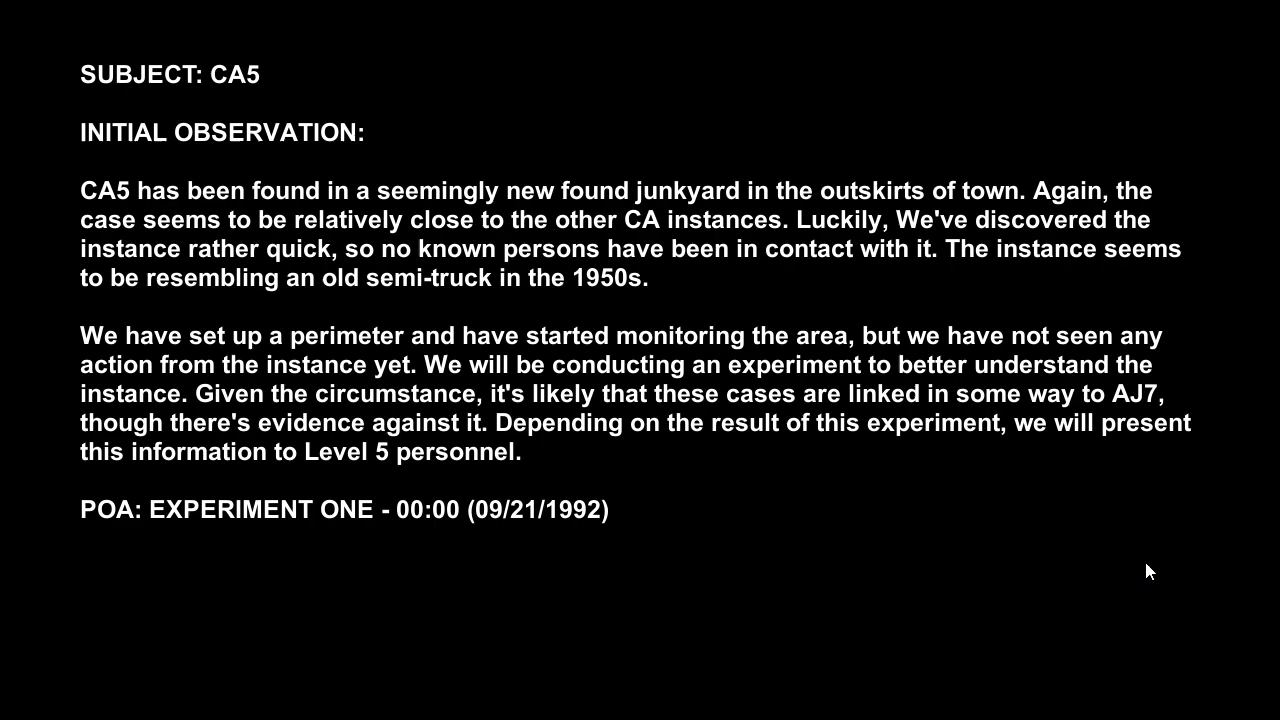 SUBJECT: CA5
INITIAL OBSERVATION:
CA5 has been found in a seemingly new found junkyard in the outskirts of town. Again, the
case seems to be relatively close to the other CA instances. Luckily, We've discovered the
instance rather quick, so no known persons have been in contact with it. The instance seems
to be resembling an old semi-truck in the 1950s.
We have set up a perimeter and have started monitoring the area, but we have not seen any
action from the instance yet. We will be conducting an experiment to better understand the
instance. Given the circumstance, it's likely that these cases are linked in some way to AJ7,
though there's evidence against it. Depending on the result of this experiment, we will present
this information to Level 5 personnel.
POA: EXPERIMENT ONE - 00:00 (09/21/1992)